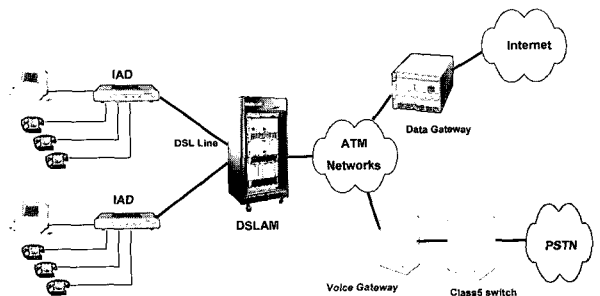 IAD
DSL Line
IAD
DSLAM
ATM
Networks
Data Gateway
Internet
Voice Gateway
Class5 switch
PSTN